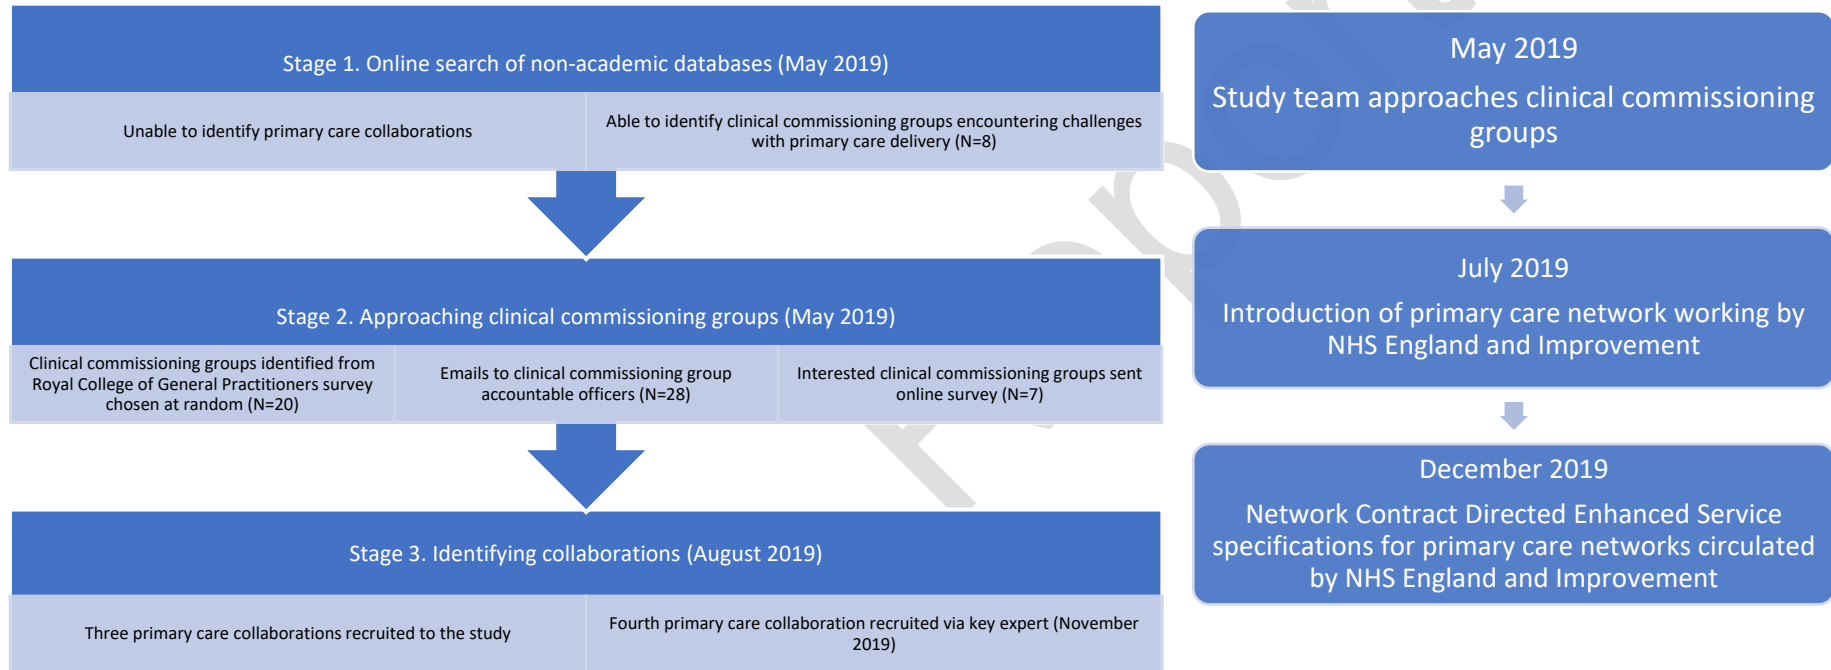 Stage 1. Online search of non-academic databases (May 2019)
Unable to identify primary care collaborations
Able to identify clinical commissioning groups encountering challenges
with primary care delivery (N=8)
Stage 2. Approaching clinical commissioning groups (May 2019)
Clinical commissioning groups identified from
Royal College of General Practitioners survey
chosen at random (N=20)
Emails to clinical commissioning group
accountable officers (N=28)
Interested clinical commissioning groups sent
online survey (N=7)
Stage 3. Identifying collaborations (August 2019)
Three primary care collaborations recruited to the study
Fourth primary care collaboration recruited via key expert (November
2019)
May 2019
Study team approaches clinical commissioning
groups
July 2019
Introduction of primary care network working by
NHS England and Improvement
December 2019
Network Contract Directed Enhanced Service
specifications for primary care networks circulated
by NHS England and Improvement